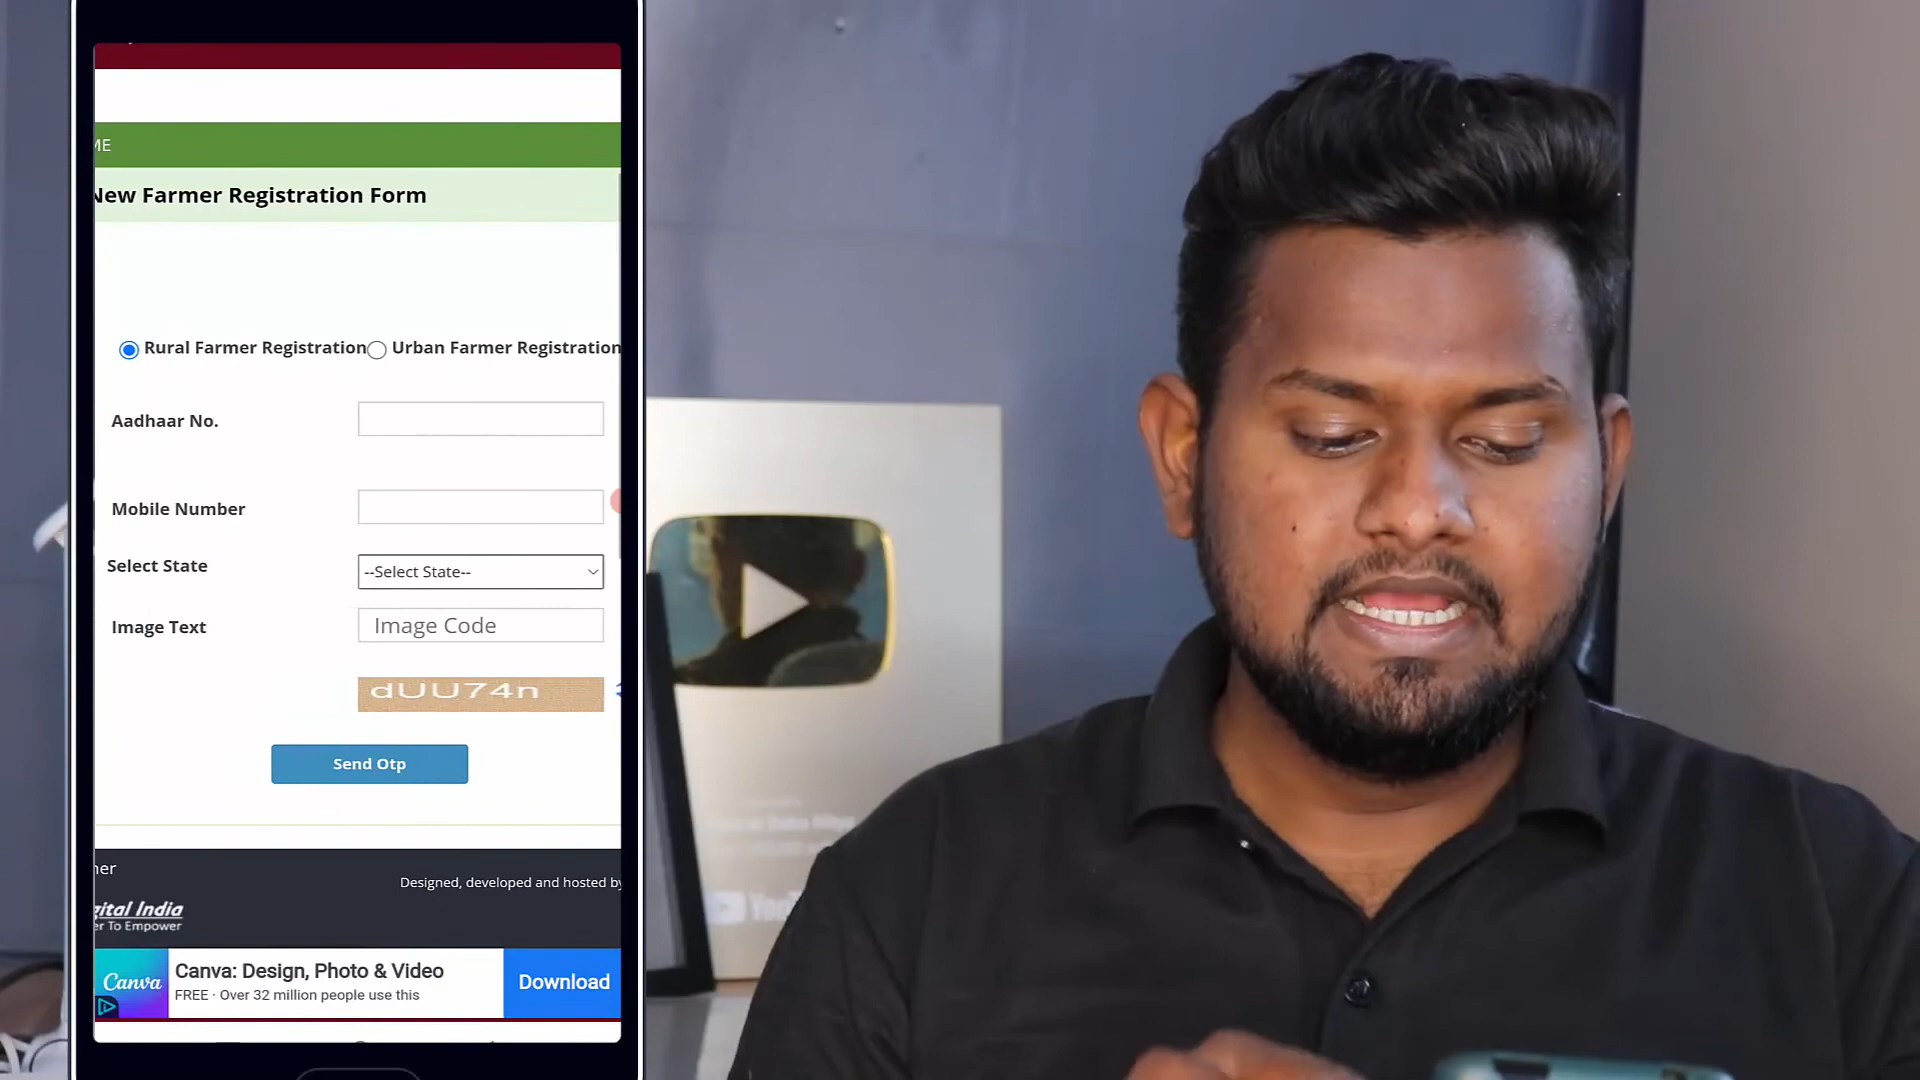 ME
New Farmer Registration Form
Rural Farmer Registration Urban Farmer Registration
Aadhaar No.
Mobile Number
Select State
--Select State--
Image Text
Image Code
dUU74n
Send Otp
ner
Designed, developed and hosted by
gital India
er To Empower
Canva
Canva: Design, Photo & Video
FREE · Over 32 million people use this
Download